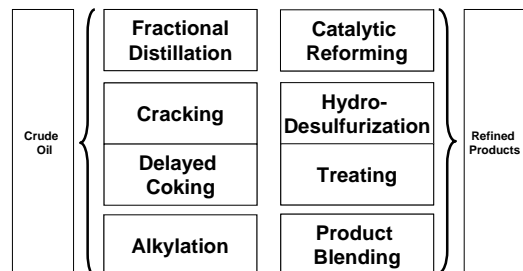 Crude
Oil
Fractional
Distillation
Cracking
Delayed
Coking
Alkylation
Catalytic
Reforming
Hydro-
Desulfurization
Treating
Product
Blending
Refined
Products